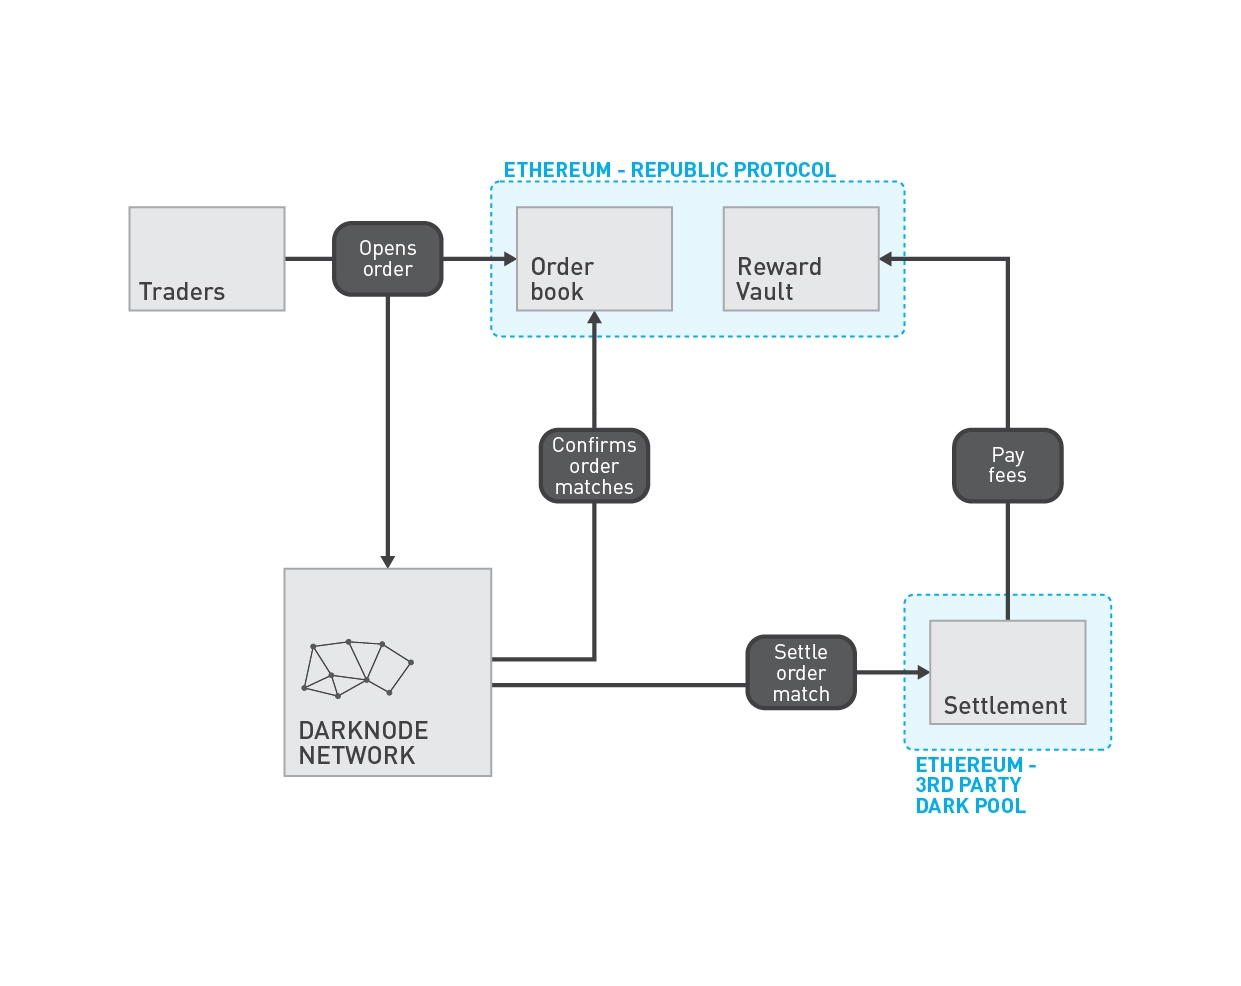 ETHEREUM - REPUBLIC PROTOCOL
Traders
Opens
order
Order
book
Reward
Vault
Confirms
order
matches
Pay
fees
DARKNODE
NETWORK
Settle
order
match
Settlement
ETHEREUM -
3RD PARTY
DARK POOL